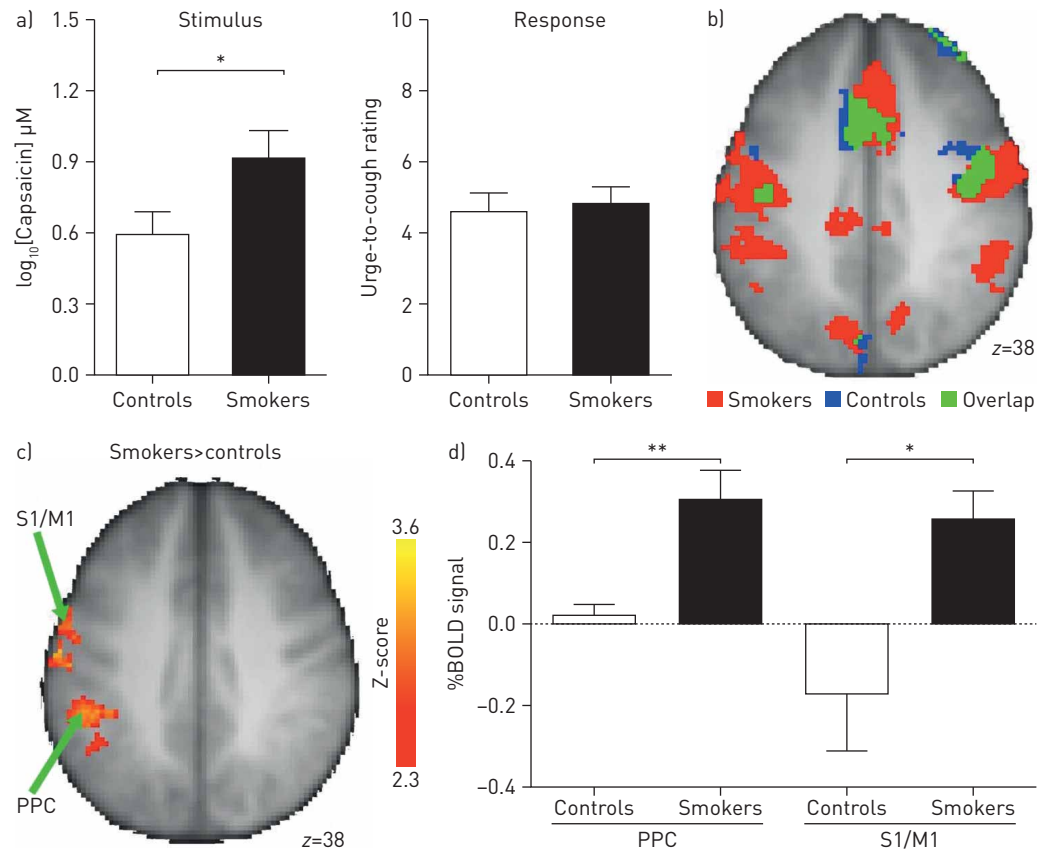 a)
Stimulus
1.5
1.2
0.9
0.6
0.3
0.0
log10[Capsaicin] µM
*
Controls Smokers
Response
10
8
6
4
2
0
Urge-to-cough rating
Controls Smokers
b)
z=38
Smokers Controls Overlap
c)
Smokers>controls
S1/M1
PPC
3.6
Z-score
2.3
z=38
d)
0.4
0.2
0.0
–0.2
–0.4
%BOLD signal
**
*
Controls Smokers Controls Smokers
PPC S1/M1